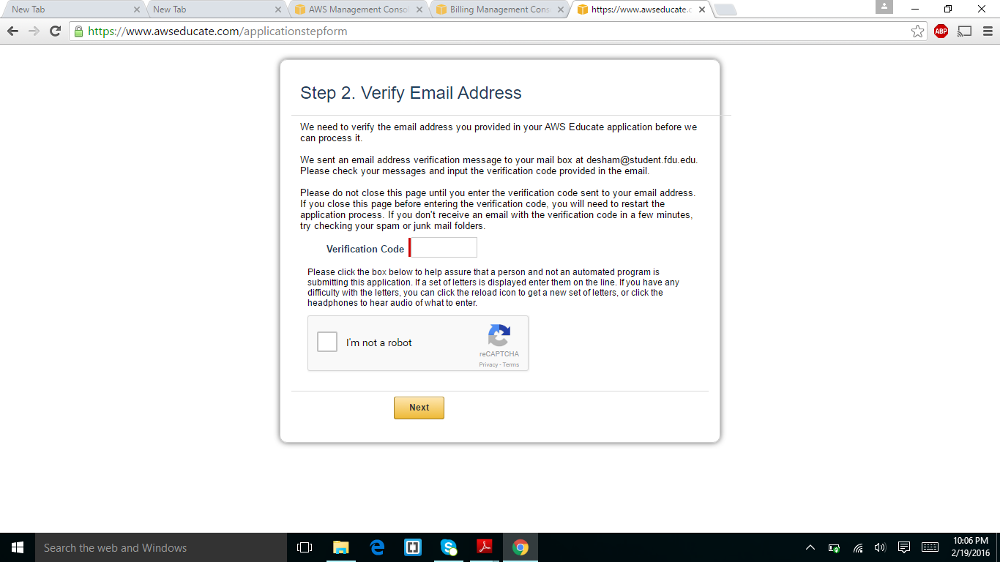 New Tab
New Tab
AWS Management Consol
Billing Management Cons
https://www.awseducate.c
https://www.awseducate.com/applicationstepform
ABP
Step 2. Verify Email Address
We need to verify the email address you provided in your AWS Educate application before we
can process it.
We sent an email address verification message to your mail box at desham@student.fdu.edu.
Please check your messages and input the verification code provided in the email.
Please do not close this page until you enter the verification code sent to your email address.
If you close this page before entering the verification code, you will need to restart the
application process. If you don't receive an email with the verification code in a few minutes,
try checking your spam or junk mail folders.
Verification Code
Please click the box below to help assure that a person and not an automated program is
submitting this application. If a set of letters is displayed enter them on the line. If you have any
difficulty with the letters, you can click the reload icon to get a new set of letters, or click the
headphones to hear audio of what to enter.
I'm not a robot
reCAPTCHA
Privacy - Terms
Next
Search the web and Windows
10:06 PM
2/19/2016